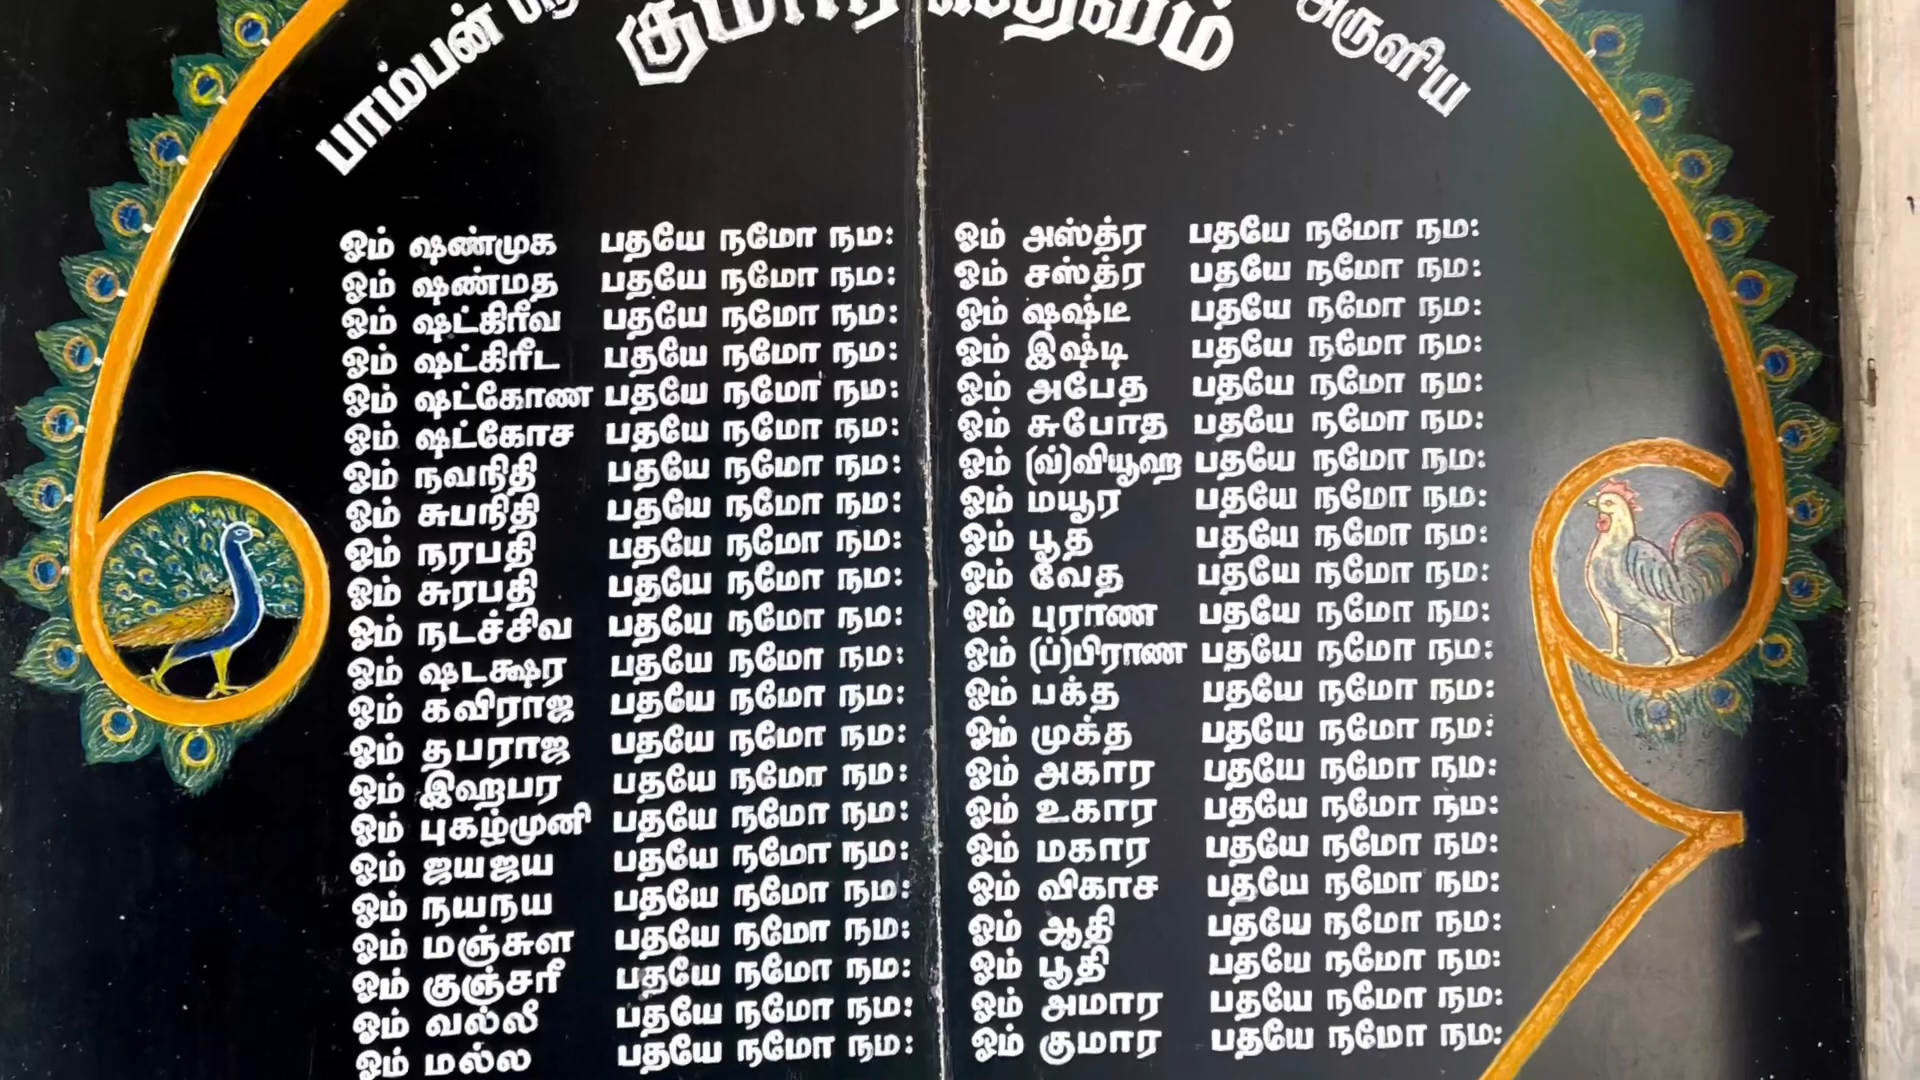 பாம்பன்
குமார ஸ்தவம்
அருளிய
ஓம் ஷண்முக பதயே நமோ நம:
ஓம் ஷண்மத பதயே நமோ நம:
ஓம் ஷட்கிரீவ பதயே நமோ நம:
ஓம் ஷட்கிரீட பதயே நமோ நம:
ஓம் ஷட்கோண பதயே நமோ நம:
ஓம் ஷட்கோச பதயே நமோ நம:
ஓம் நவநிதி பதயே நமோ நம:
ஓம் சுபநிதி பதயே நமோ நம:
ஓம் நரபதி பதயே நமோ நம:
ஓம் சுரபதி பதயே நமோ நம:
ஓம் நடச்சிவ பதயே நமோ நம:
ஓம் ஷடக்ஷர பதயே நமோ நம:
ஓம் கவிராஜ பதயே நமோ நம:
ஓம் தபராஜ பதயே நமோ நம:
ஓம் இஹபர பதயே நமோ நம:
ஓம் புகழ்முனி பதயே நமோ நம:
ஓம் ஜயஜய பதயே நமோ நம:
ஓம் நயநய பதயே நமோ நம:
ஓம் மஞ்சுள பதயே நமோ நம:
ஓம் குஞ்சரீ பதயே நமோ நம:
ஓம் வல்லீ பதயே நமோ நம:
ஓம் மல்ல பதயே நமோ நம:
ஓம் அஸ்த்ர பதயே நமோ நம:
ஓம் சஸ்த்ர பதயே நமோ நம:
ஓம் ஷஷ்டீ பதயே நமோ நம:
ஓம் இஷ்டி பதயே நமோ நம:
ஓம் அபேத பதயே நமோ நம:
ஓம் சுபோத பதயே நமோ நம:
ஓம் (வ்)வியூஹ பதயே நமோ நம:
ஓம் மயூர பதயே நமோ நம:
ஓம் பூத பதயே நமோ நம:
ஓம் வேத பதயே நமோ நம:
ஓம் புராண பதயே நமோ நம:
ஓம் (ப்)பிராண பதயே நமோ நம:
ஓம் பக்த பதயே நமோ நம:
ஓம் முக்த பதயே நமோ நம:
ஓம் அகார பதயே நமோ நம:
ஓம் உகார பதயே நமோ நம:
ஓம் மகார பதயே நமோ நம:
ஓம் விகாச பதயே நமோ நம:
ஓம் ஆதி பதயே நமோ நம:
ஓம் பூதி பதயே நமோ நம:
ஓம் அமார பதயே நமோ நம:
ஓம் குமார பதயே நமோ நம: